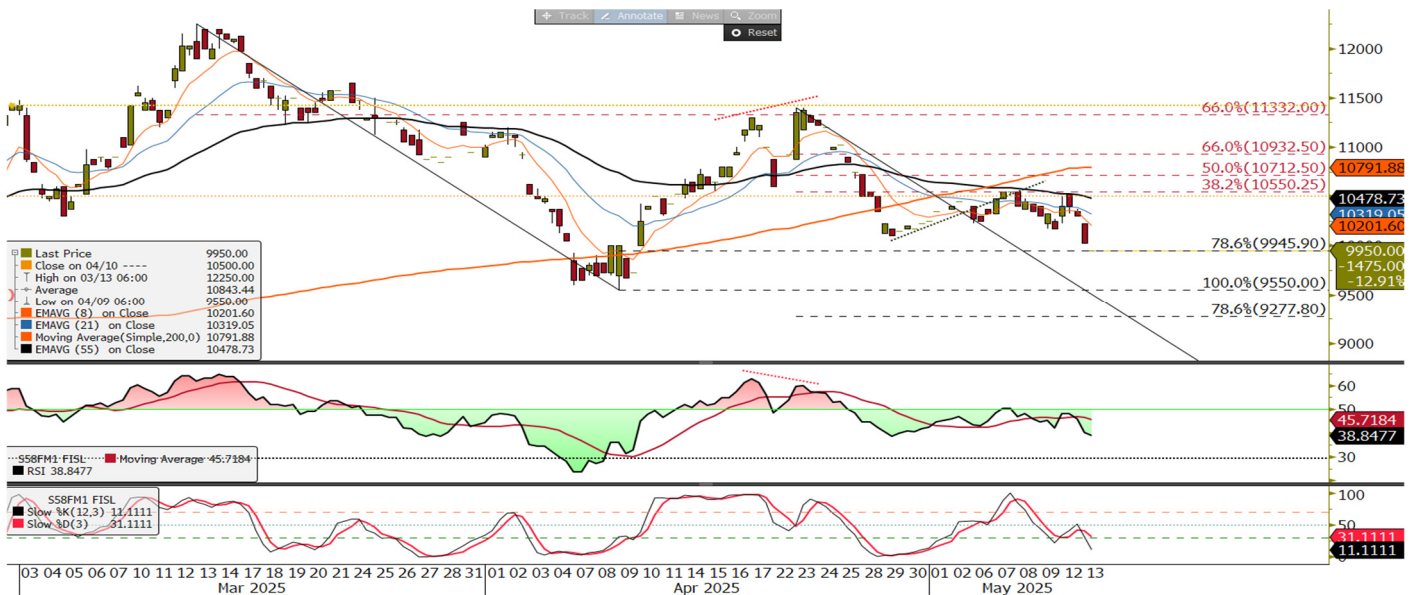 Track Annotate News Zoom
Reset
12000
11500
66.0%(11332.00)
11000
66.0%(10932.50)
10791.88
50.0%(10712.50)
38.2%(10550.25)
10478.73
10319.05
10201.60
78.6%(9945.90)
9950.00
-1475.00
-12.91%
100.0%(9550.00)
9500
78.6%(9277.80)
9000
Last Price 9950.00
Close on 04/10 ---- 10500.00
High on 03/13 06:00 12250.00
Average 10843.44
Low on 04/09 06:00 9550.00
EMAVG (8) on Close 10201.60
EMAVG (21) on Close 10319.05
Moving Average(Simple,200,0) 10791.88
EMAVG (55) on Close 10478.73
60
50
45.7184
38.8477
30
S58FM1 FISL Moving Average 45.7184
RSI 38.8477
100
50
31.1111
11.1111
0
S58FM1 FISL
Slow %K(12,3) 11.1111
Slow %D(3) 31.1111
03 04 05 06 07 10 11 12 13 14 17 18 19 20 21 24 25 26 27 28 31 01 02 03 04 07 08 09 10 11 14 15 16 17 22 23 24 25 28 29 30 01 02 05 06 07 08 09 12 13
Mar 2025 Apr 2025 May 2025